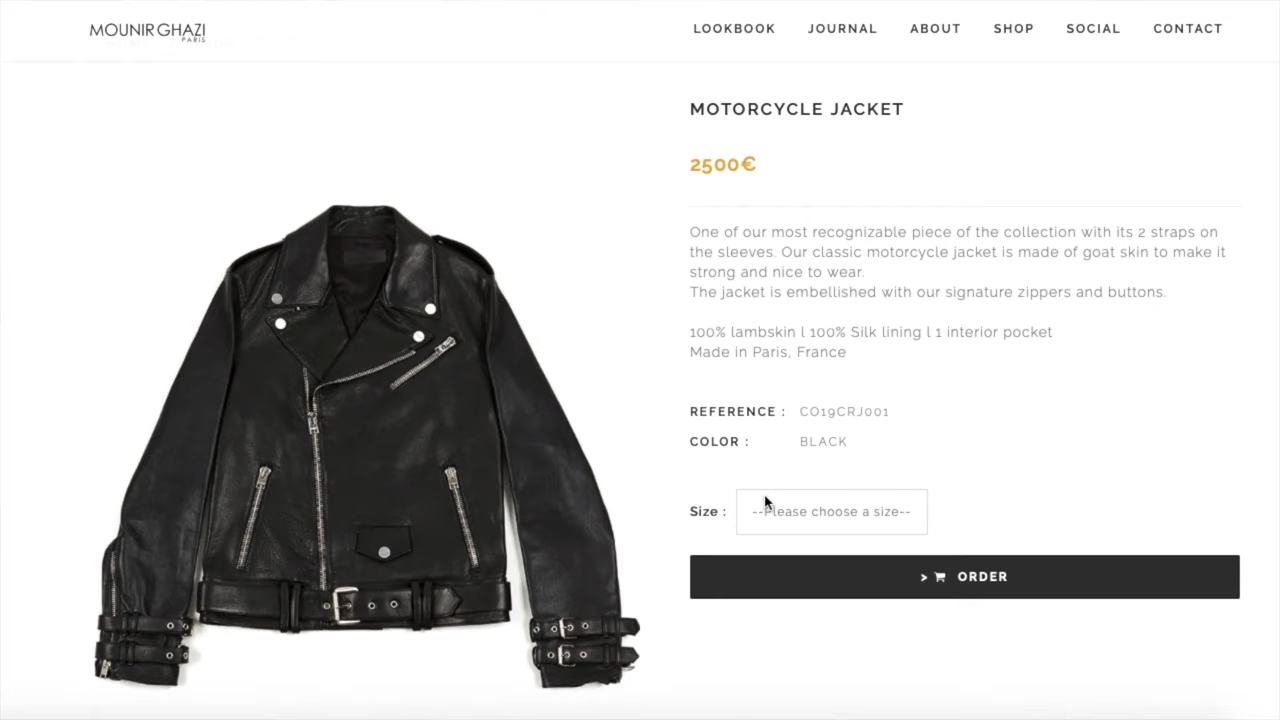 MOUNIR GHAZI
PARIS
LOOKBOOK JOURNAL ABOUT SHOP SOCIAL CONTACT
MOTORCYCLE JACKET
2500€
One of our most recognizable piece of the collection with its 2 straps on
the sleeves. Our classic motorcycle jacket is made of goat skin to make it
strong and nice to wear.
The jacket is embellished with our signature zippers and buttons.
100% lambskin l 100% Silk lining l 1 interior pocket
Made in Paris, France
REFERENCE : CO19CRJ001
COLOR : BLACK
Size : --Please choose a size--
> ORDER